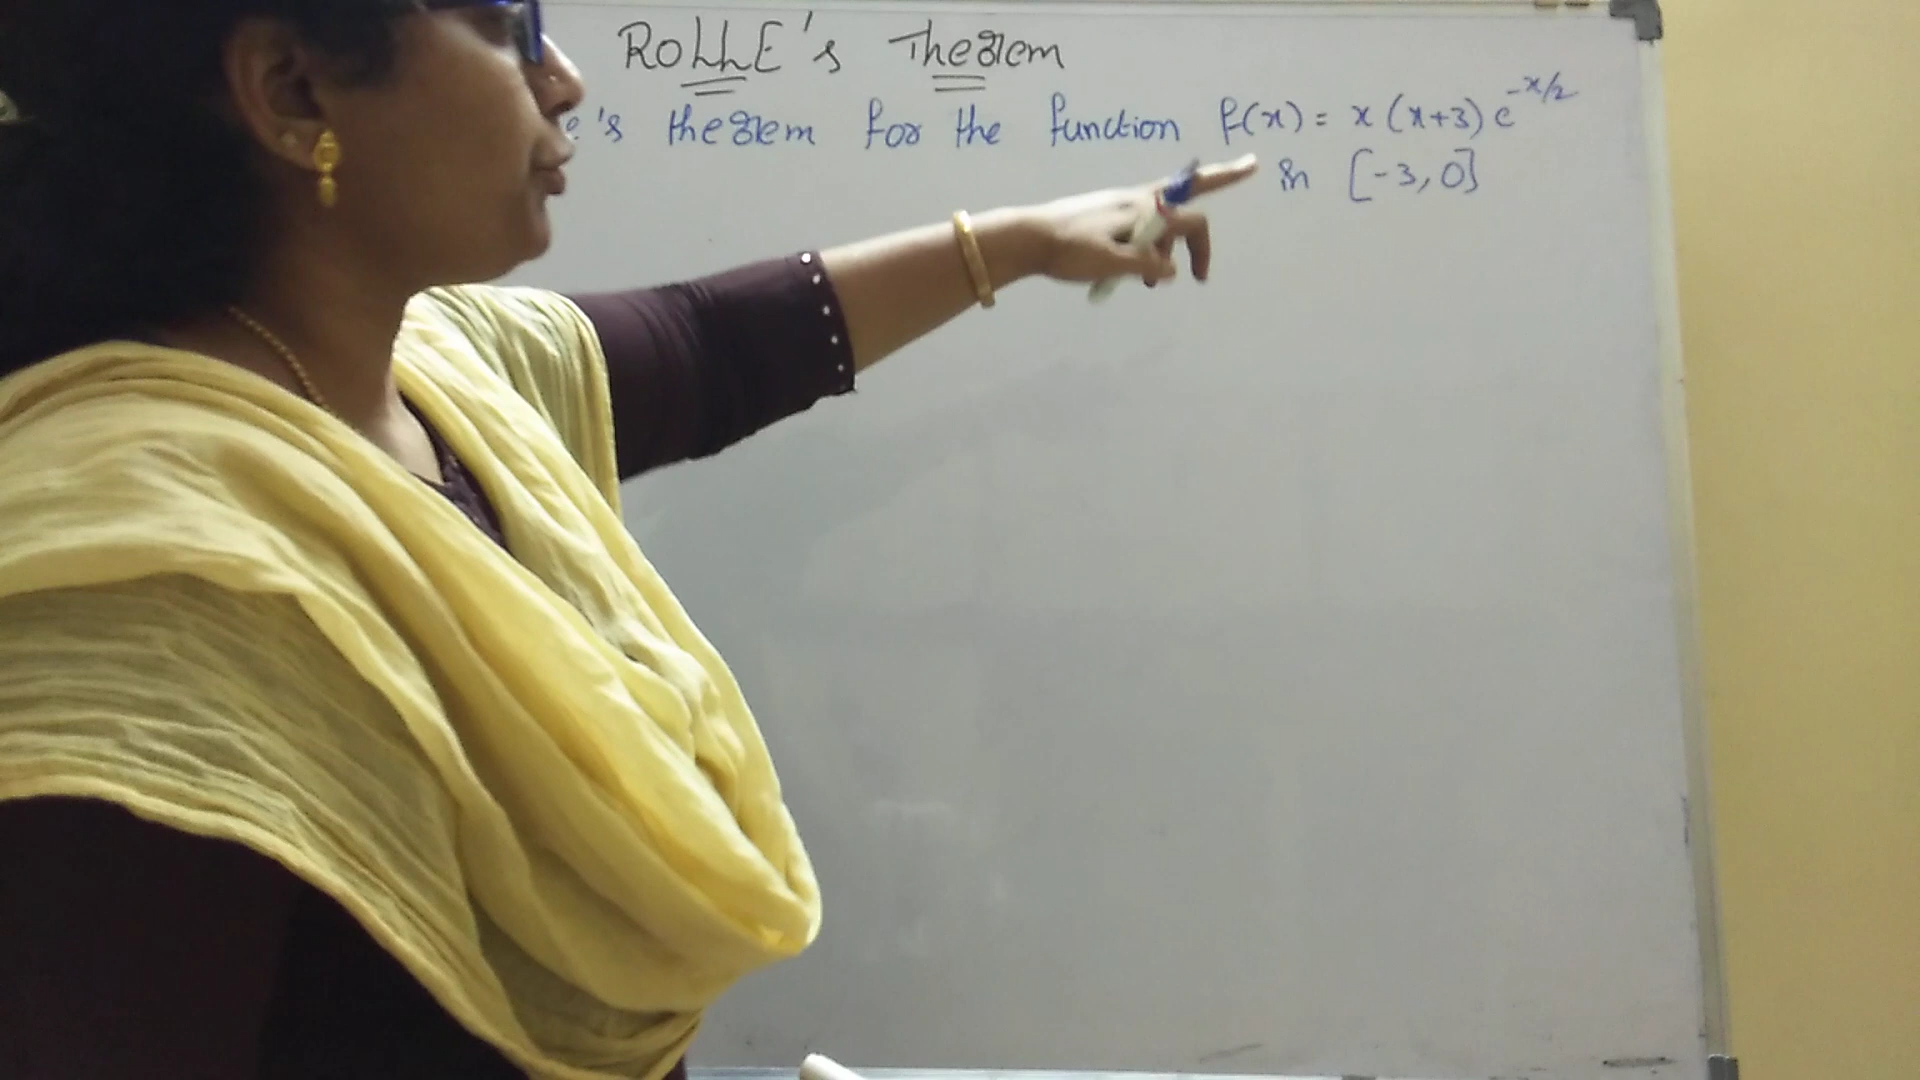 ROLLE's Theorem
e's theorem for the function f(x) = x (x+3) e^{-x/2}
in [-3, 0]